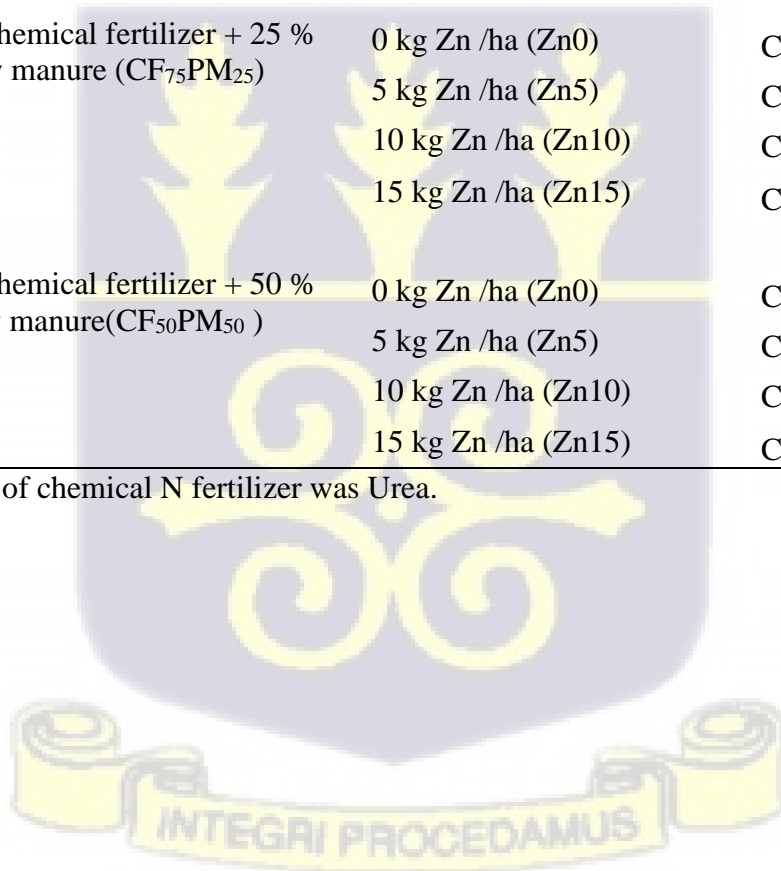 hemical fertilizer + 25 %
manure (CF₇₅PM₂₅)
0 kg Zn /ha (Zn0)
5 kg Zn /ha (Zn5)
10 kg Zn /ha (Zn10)
15 kg Zn /ha (Zn15)
hemical fertilizer + 50 %
manure(CF₅₀PM₅₀ )
0 kg Zn /ha (Zn0)
5 kg Zn /ha (Zn5)
10 kg Zn /ha (Zn10)
15 kg Zn /ha (Zn15)
of chemical N fertilizer was Urea.
INTEGRI PROCEDAMUS